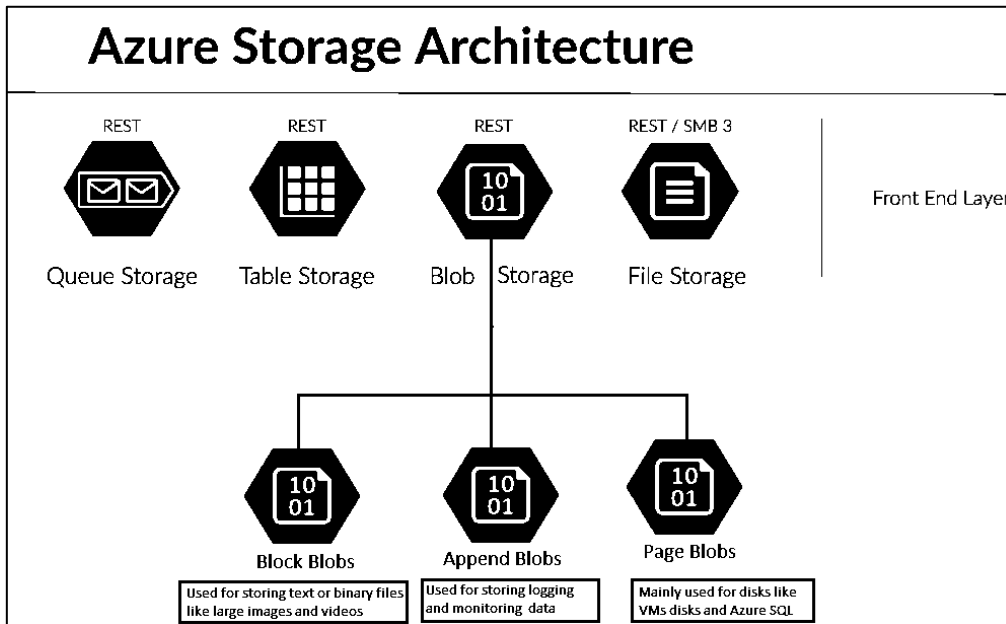 Azure Storage Architecture
REST
REST
REST
REST / SMB 3
10
01
Front End Layer
Queue Storage
Table Storage
Blob Storage
File Storage
10
01
10
01
10
01
Block Blobs
Append Blobs
Page Blobs
Used for storing text or binary files
like large images and videos
Used for storing logging
and monitoring data
Mainly used for disks like
VMs disks and Azure SQL